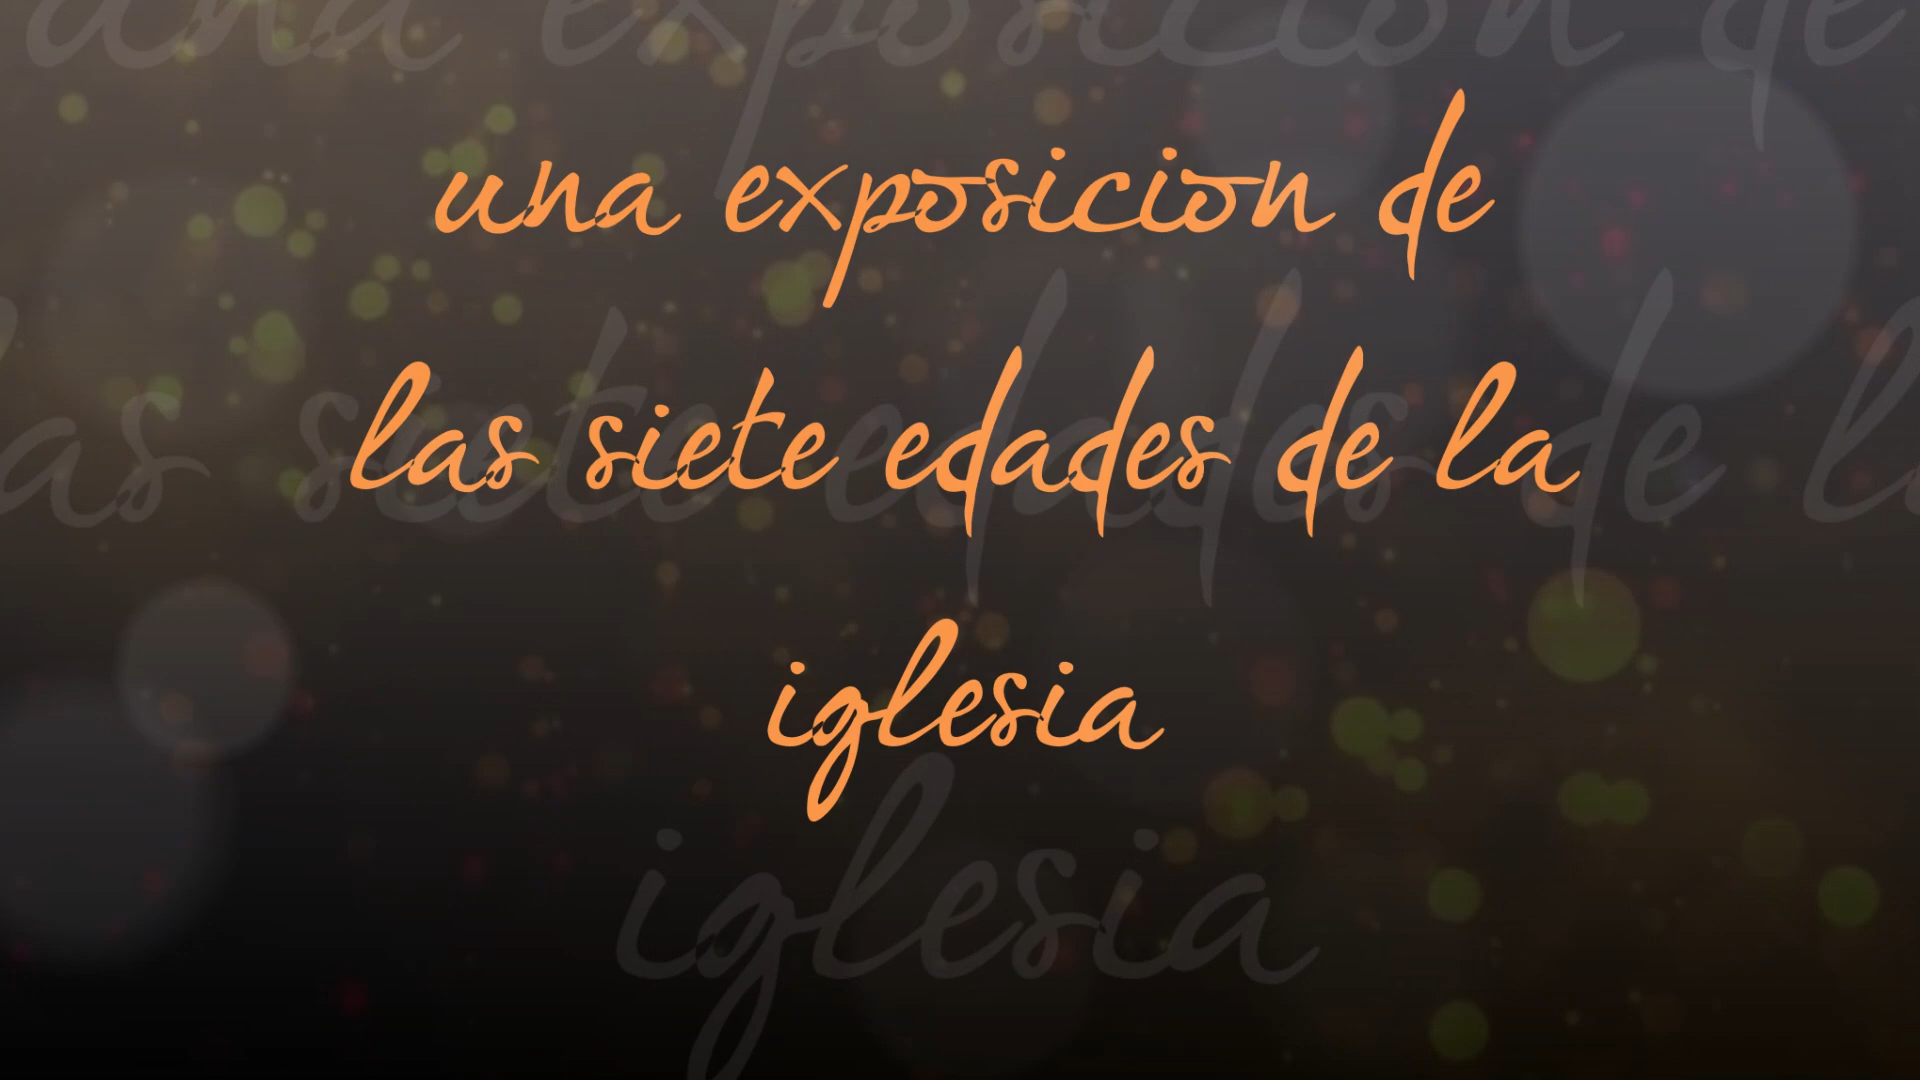 una exposicion de
las siete edades de la
iglesia